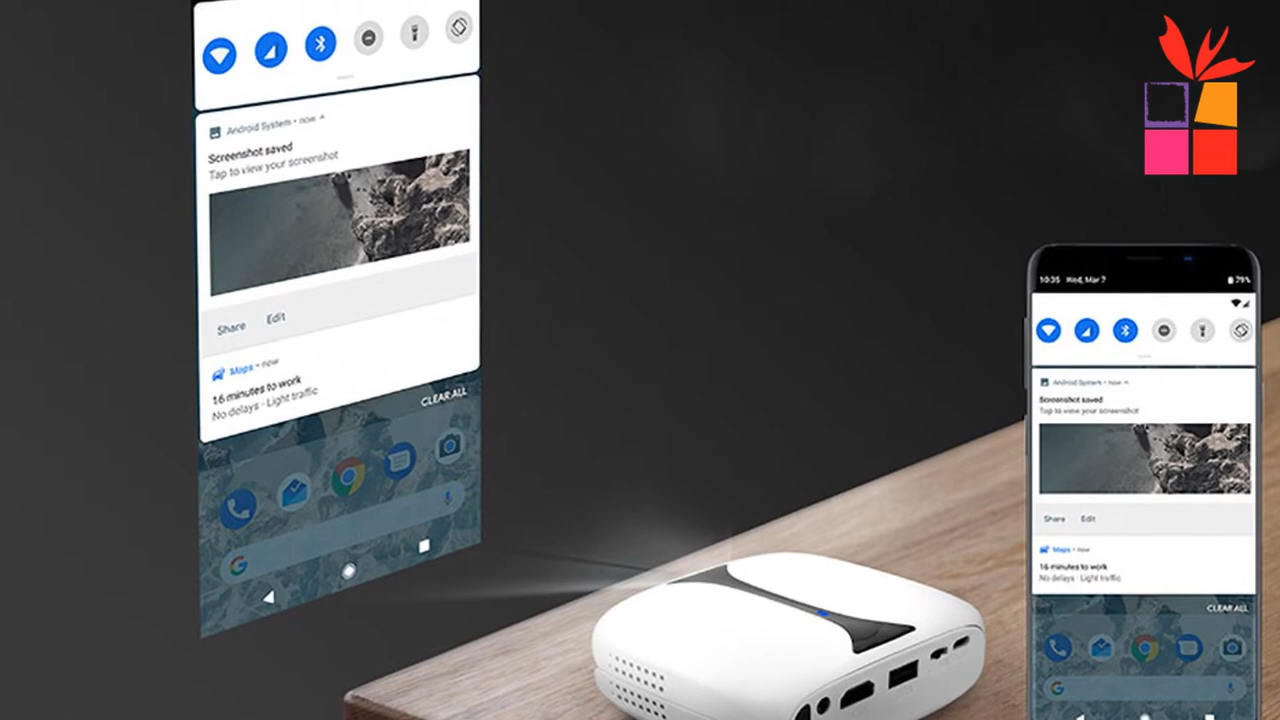 Android System • now
Screenshot saved
Tap to view your screenshot
Share Edit
Maps • now
16 minutes to work
No delays · Light traffic
CLEAR ALL
G
10:35 Wed, Mar 7 79%
Android System • now
Screenshot saved
Tap to view your screenshot
Share Edit
Maps • now
16 minutes to work
No delays · Light traffic
CLEAR ALL
G